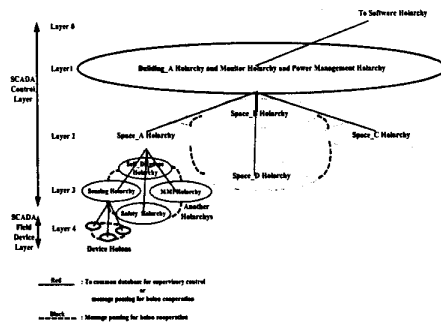 To Software Holarchy
Layer 0
Layer 1
Building_A Holarchy and Monitor Holarchy and Power Management Holarchy
SCADA
Control
Layer
Space_B Holarchy
Layer 2
Space_A Holarchy
Space_C Holarchy
Holarchy
Space_D Holarchy
Layer 3
Sensing Holarchy
MMI Holarchy
Another
Holarchys
Safety Holarchy
SCADA
Field
Device
Layer
Layer 4
Device Holons
Red : To common database for supervisory control
or
message passing for holon cooperation
Black : Message passing for holon cooperation